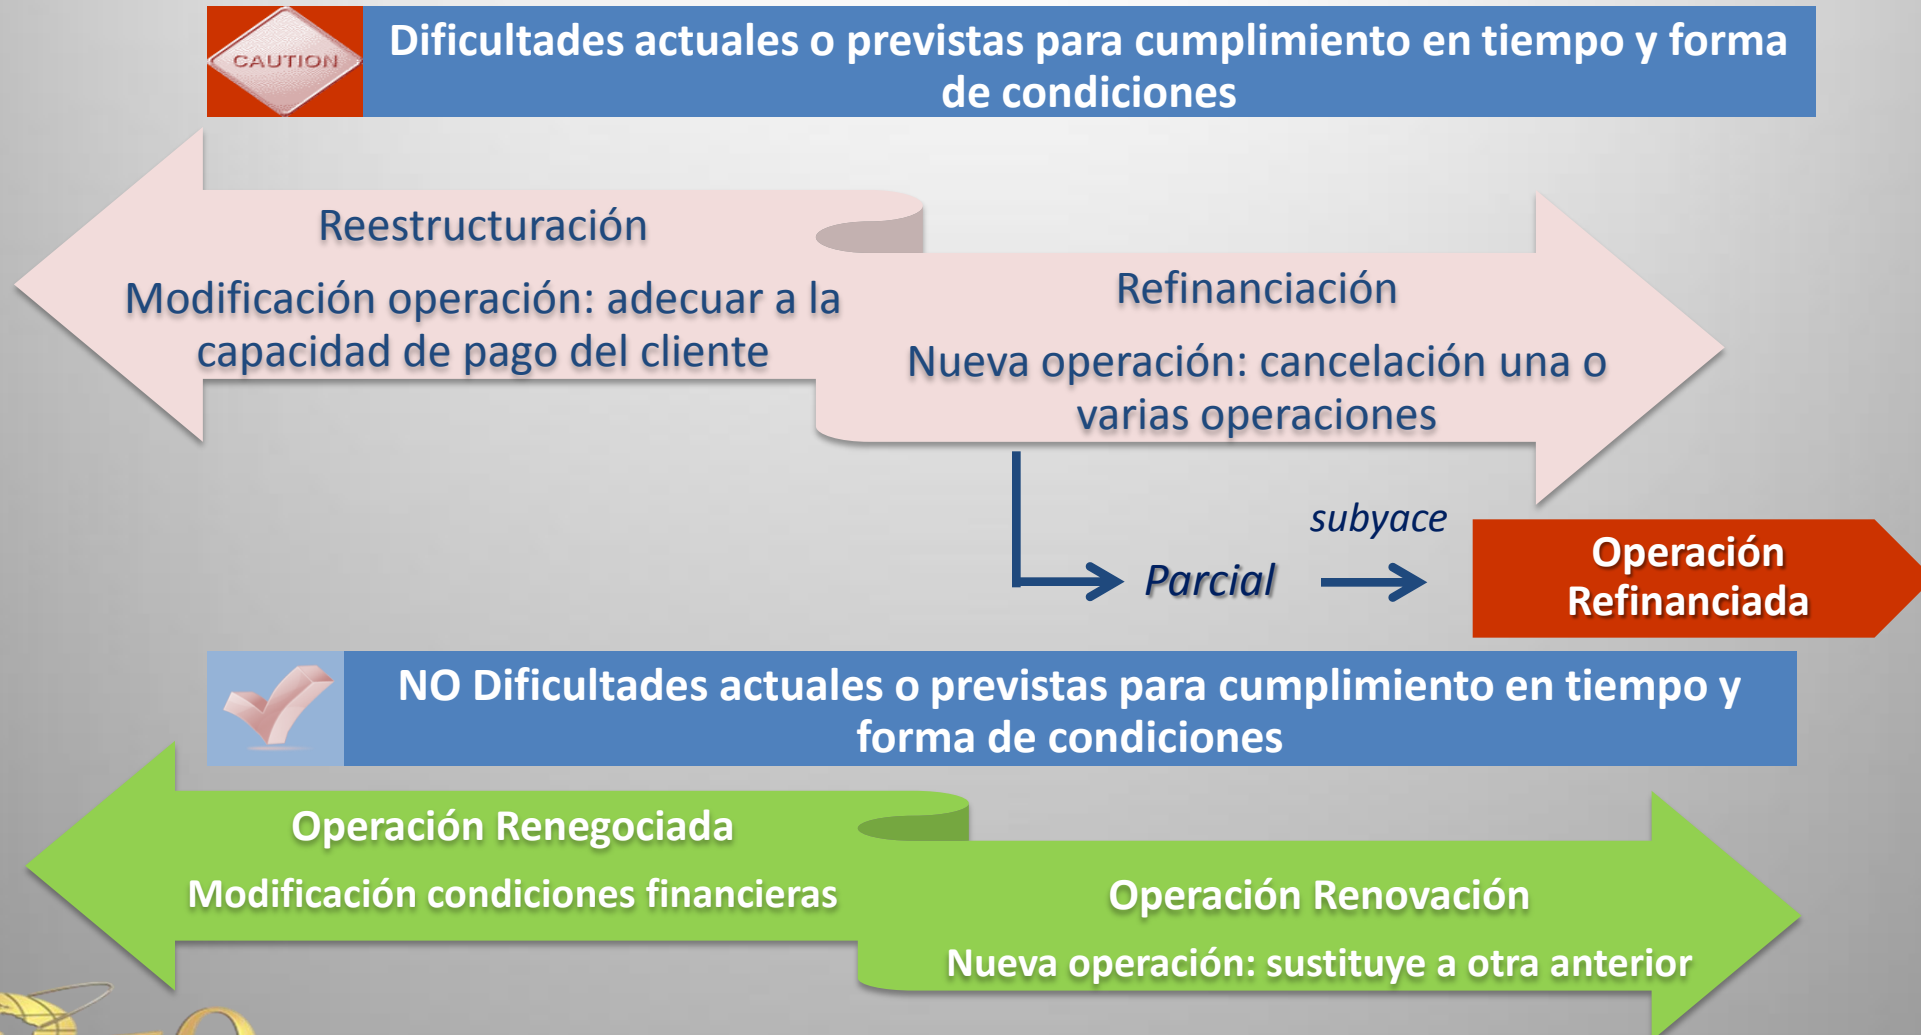 CAUTION
Dificultades actuales o previstas para cumplimiento en tiempo y forma
de condiciones
Reestructuración
Modificación operación: adecuar a la
capacidad de pago del cliente
Refinanciación
Nueva operación: cancelación una o
varias operaciones
subyace
Parcial
Operación
Refinanciada
NO Dificultades actuales o previstas para cumplimiento en tiempo y
forma de condiciones
Operación Renegociada
Modificación condiciones financieras
Operación Renovación
Nueva operación: sustituye a otra anterior